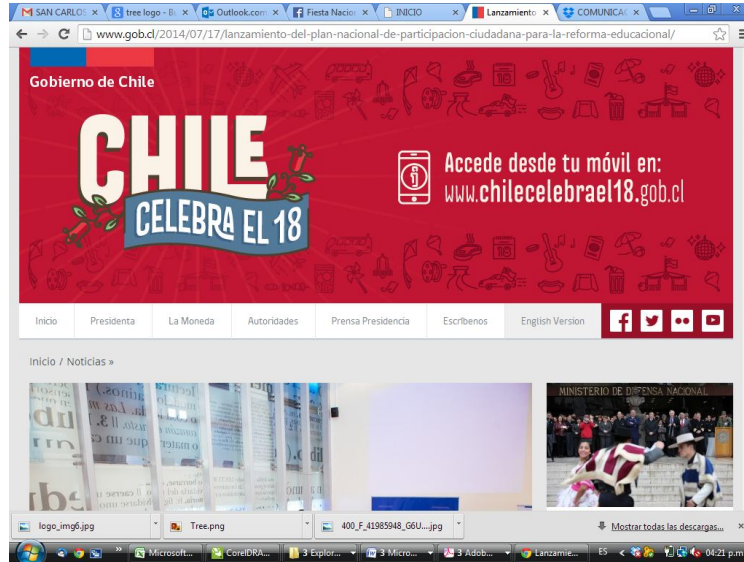 SAN CARLOS
tree logo - B
Outlook.com
Fiesta Nacion
INICIO
Lanzamiento
COMUNICAC
www.gob.cl/2014/07/17/lanzamiento-del-plan-nacional-de-participacion-ciudadana-para-la-reforma-educacional/
Gobierno de Chile
CHILE
CELEBRA EL 18
Accede desde tu móvil en:
www.chilecelebrael18.gob.cl
Inicio Presidenta La Moneda Autoridades Prensa Presidencia Escríbenos English Version
Inicio / Noticias »
MINISTERIO DE DEFENSA NACIONAL
logo_img6.jpg Tree.png 400_F_41985948_G6U....jpg Mostrar todas las descargas...
Microsoft... CorelDRA... 3 Explor... 3 Micro... 3 Adob... Lanzamie... ES 04:21 p.m.